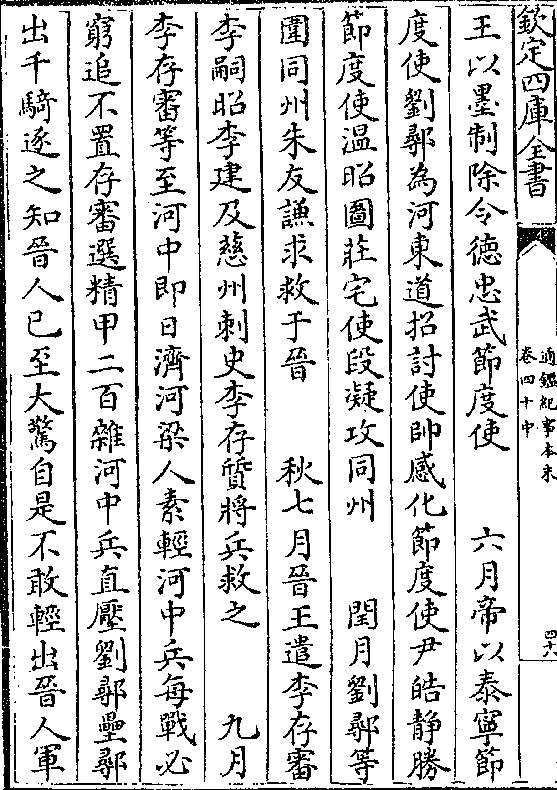 欽定四庫全書
通鑑紀事本末
卷四十中
四十六
王以墨制除令德忠武節度使　六月帝以泰寧節
度使劉鄩為河東道招討使帥感化節度使尹皓靜勝
節度使溫昭圖莊宅使段凝攻同州　閏月劉鄩等
圍同州朱友謙求救于晉　秋七月晉王遣李存審
李嗣昭李建及慈州刺史李存質將兵救之　九月
李存審等至河中即日濟河梁人素輕河中兵每戰必
窮追不置存審選精甲二百雜河中兵直壓劉鄩壘鄩
出千騎逐之知晉人已至大驚自是不敢輕出晉人軍